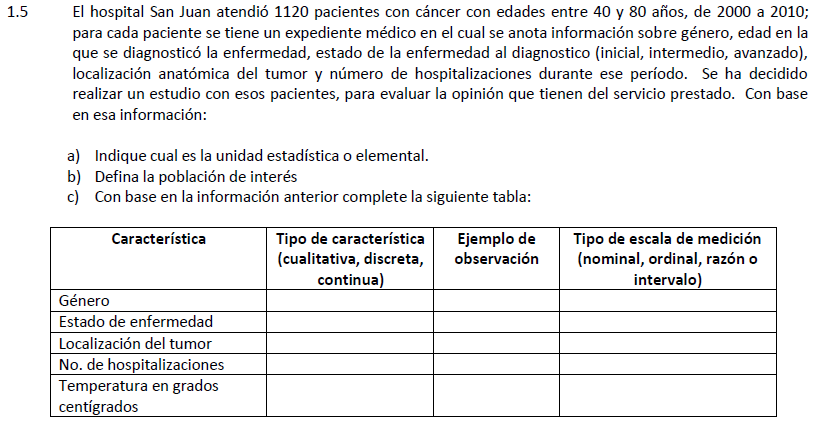 1.5 El hospital San Juan atendió 1120 pacientes con cáncer con edades entre 40 y 80 años, de 2000 a 2010;
para cada paciente se tiene un expediente médico en el cual se anota información sobre género, edad en la
que se diagnosticó la enfermedad, estado de la enfermedad al diagnostico (inicial, intermedio, avanzado),
localización anatómica del tumor y número de hospitalizaciones durante ese período. Se ha decidido
realizar un estudio con esos pacientes, para evaluar la opinión que tienen del servicio prestado. Con base
en esa información:
a) Indique cual es la unidad estadística o elemental.
b) Defina la población de interés
c) Con base en la información anterior complete la siguiente tabla:
Característica Tipo de característica Ejemplo de Tipo de escala de medición
(cualitativa, discreta, observación (nominal, ordinal, razón o
continua) intervalo)
Género
Estado de enfermedad
Localización del tumor
No. de hospitalizaciones
Temperatura en grados
centígrados